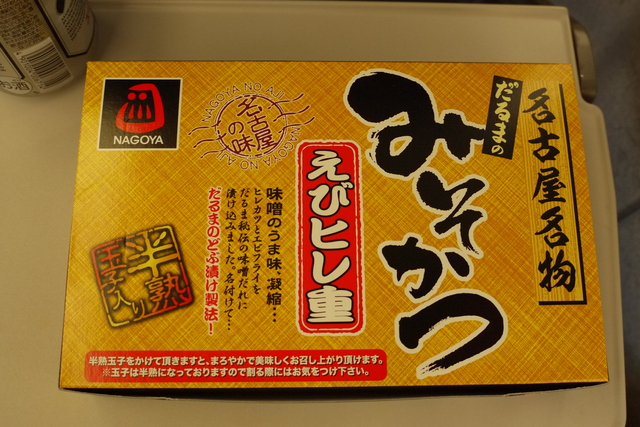 名古屋名物
だるまの
みそかつ
えびヒレ重
NAGOYA NO AJI
名古屋
の味
NAGOYA NO AJI
NAGOYA
味噌のうま味、凝縮…
ヒレカツとエビフライを
だるま秘伝の味噌だれに
漬け込みました。名付けて…
だるまのどぶ漬け製法!
半熟
玉子入り
半熟玉子をかけて頂きますと、まろやかで美味しくお召し上がり頂けます。
※玉子は半熟になっておりますので割る際にはお気をつけ下さい。
お酒